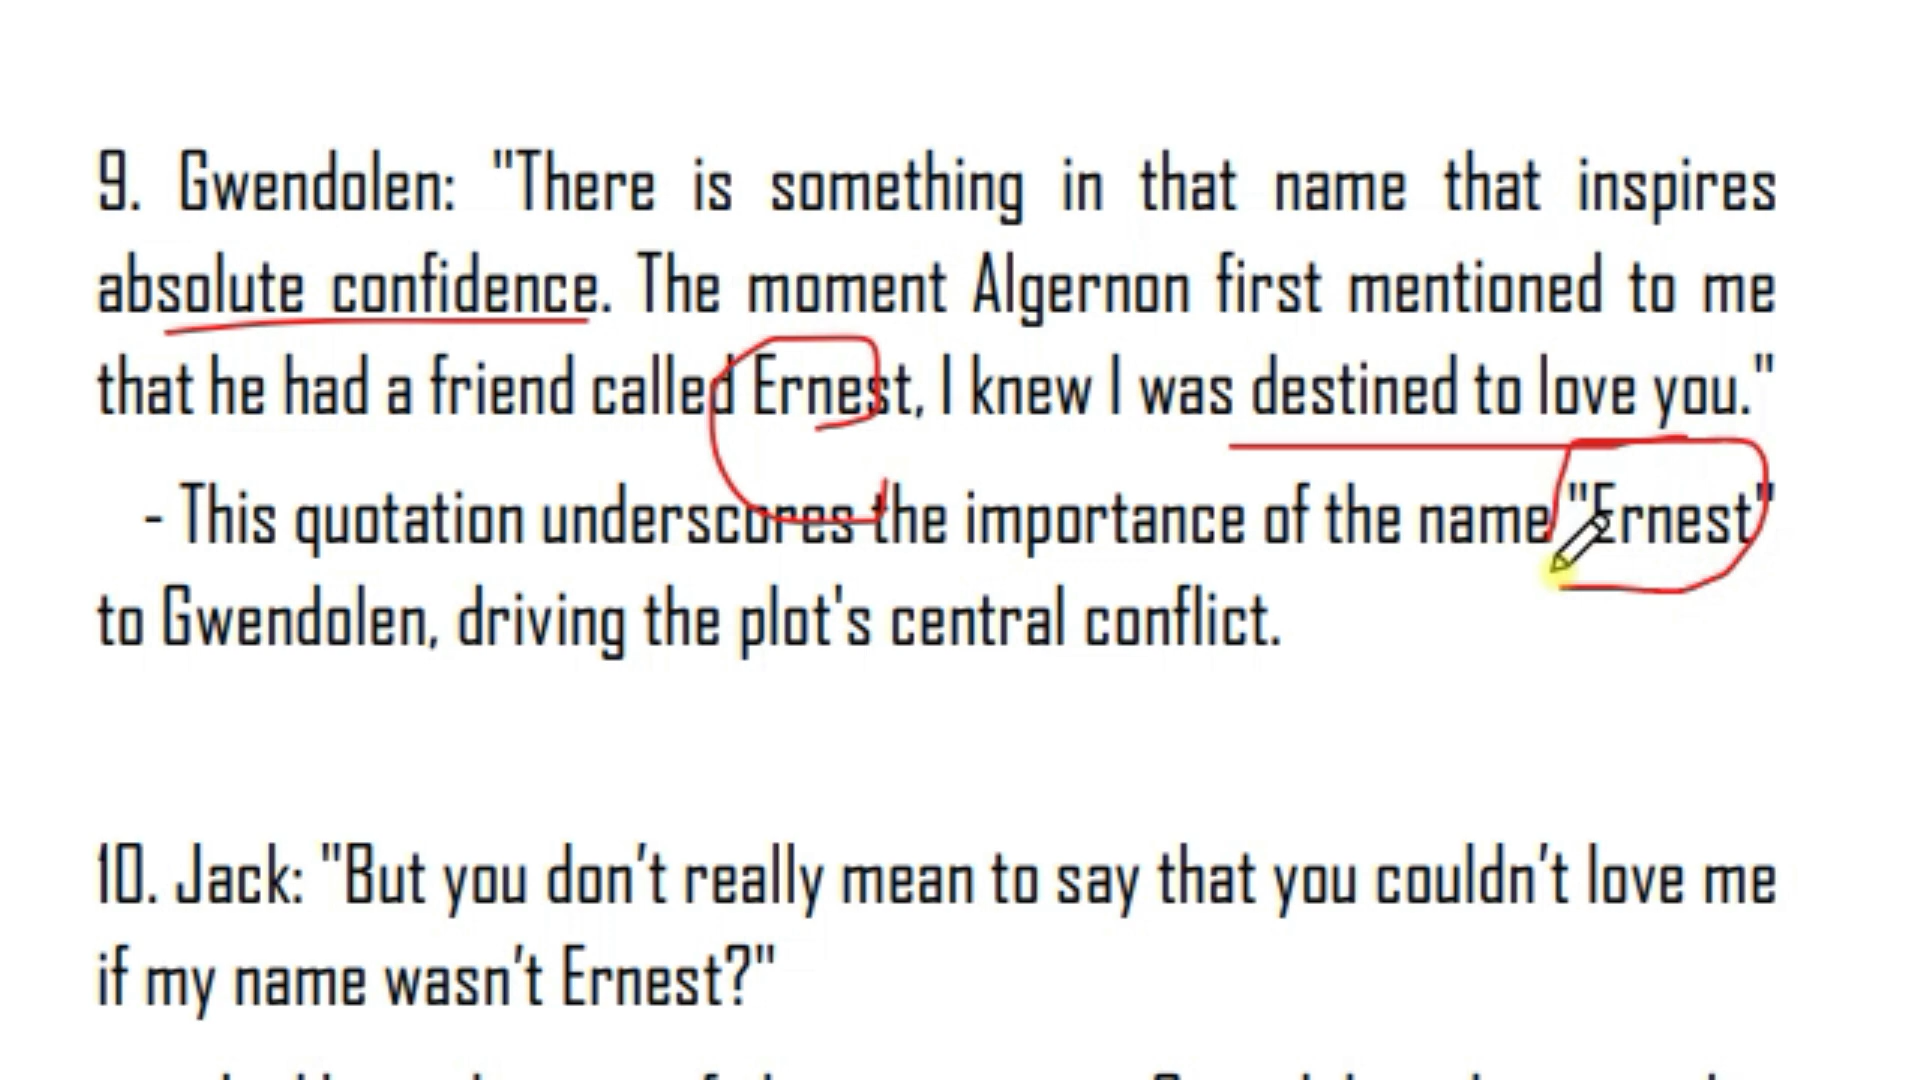 9. Gwendolen: "There is something in that name that inspires
absolute confidence. The moment Algernon first mentioned to me
that he had a friend called Ernest, I knew I was destined to love you."
- This quotation underscores the importance of the name "Ernest"
to Gwendolen, driving the plot's central conflict.
10. Jack: "But you don’t really mean to say that you couldn’t love me
if my name wasn’t Ernest?"